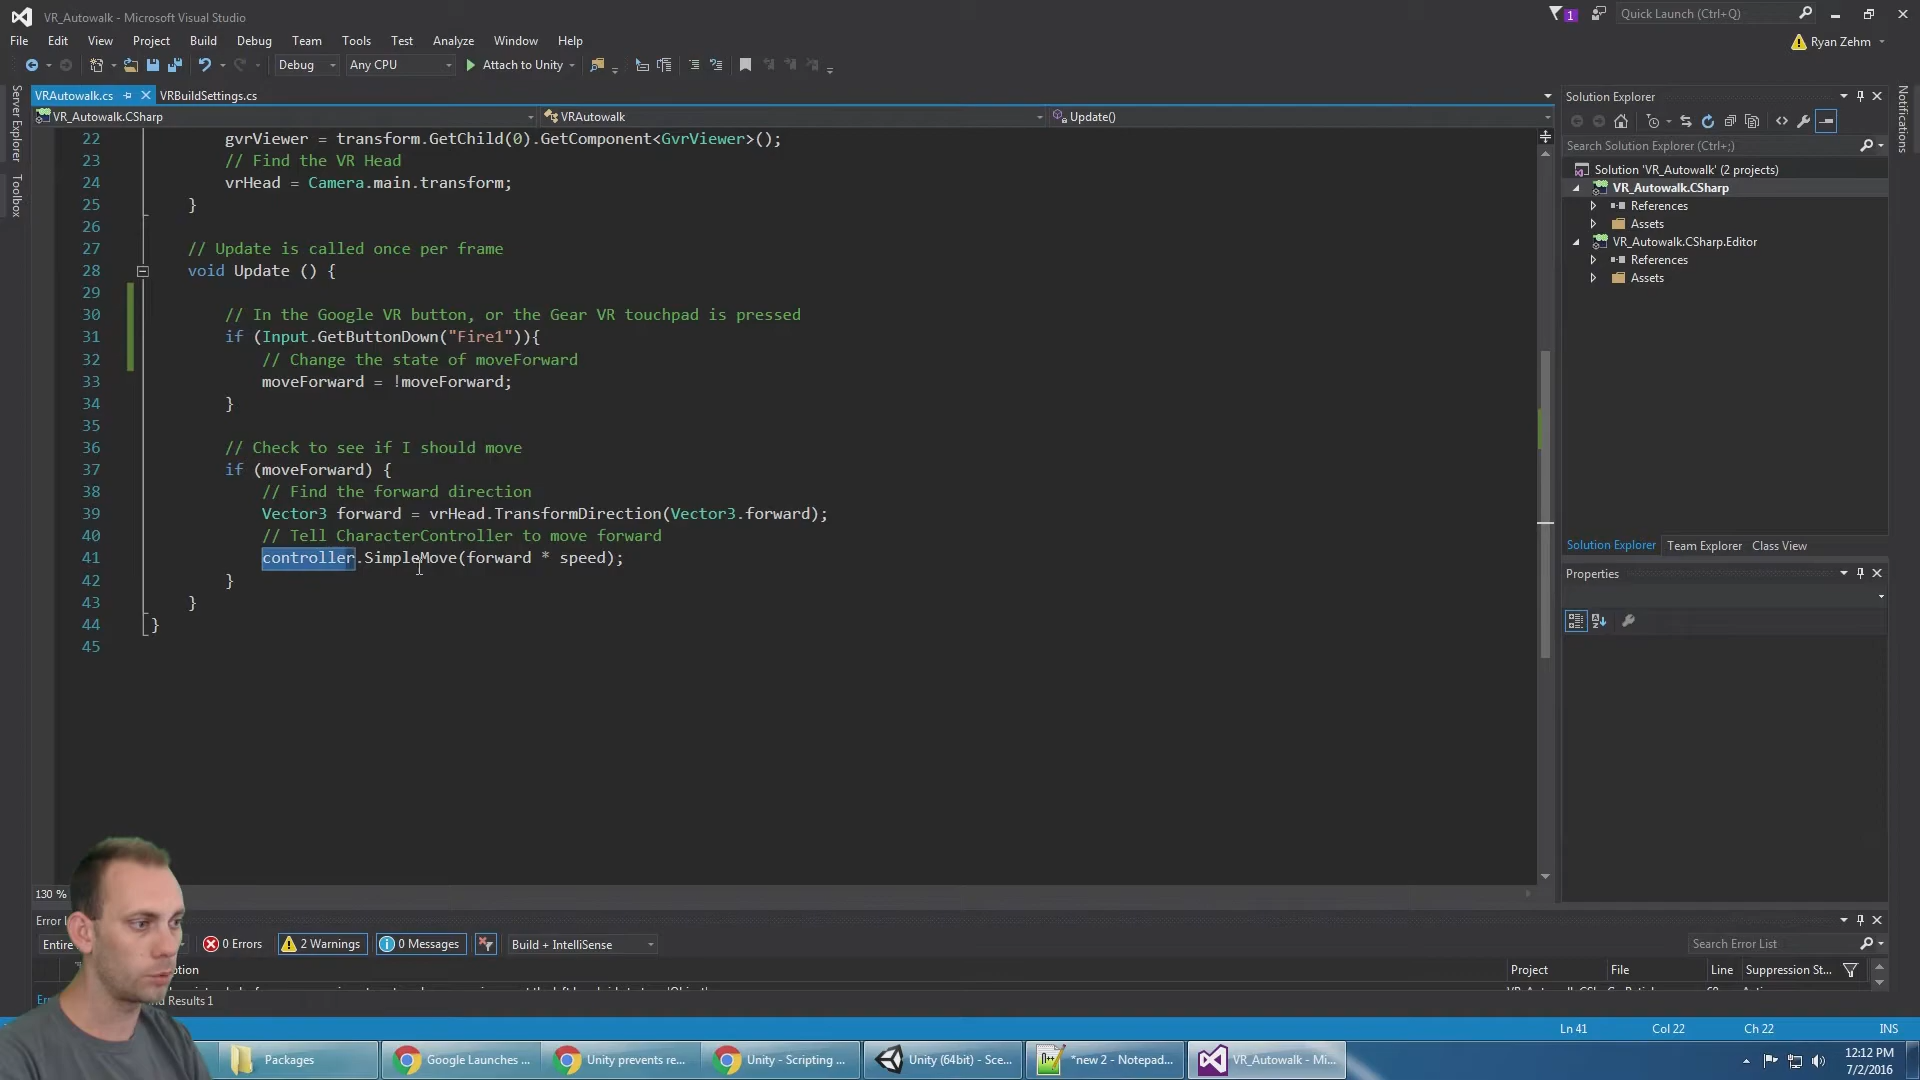 VR_Autowalk - Microsoft Visual Studio
1
Quick Launch (Ctrl+Q)
File Edit View Project Build Debug Team Tools Test Analyze Window Help
Ryan Zehm
Debug Any CPU Attach to Unity
Server Explorer
Toolbox
VRAutowalk.cs VRBuildSettings.cs
VR_Autowalk.CSharp VRAutowalk Update()
22 gvrViewer = transform.GetChild(0).GetComponent<GvrViewer>();
23 // Find the VR Head
24 vrHead = Camera.main.transform;
25 }
26
27 // Update is called once per frame
28 void Update () {
29
30 // In the Google VR button, or the Gear VR touchpad is pressed
31 if (Input.GetButtonDown("Fire1")){
32 // Change the state of moveForward
33 moveForward = !moveForward;
34 }
35
36 // Check to see if I should move
37 if (moveForward) {
38 // Find the forward direction
39 Vector3 forward = vrHead.TransformDirection(Vector3.forward);
40 // Tell CharacterController to move forward
41 controller.SimpleMove(forward * speed);
42 }
43 }
44 }
45
130 %
Solution Explorer
Search Solution Explorer (Ctrl+;)
Solution 'VR_Autowalk' (2 projects)
VR_Autowalk.CSharp
References
Assets
VR_Autowalk.CSharp.Editor
References
Assets
Solution Explorer Team Explorer Class View
Properties
Notifications
Error
Entire 0 Errors 2 Warnings 0 Messages Build + IntelliSense
Search Error List
Project File Line Suppression St...
Results 1
Ln 41 Col 22 Ch 22 INS
Packages
Google Launches ...
Unity prevents re...
Unity - Scripting ...
Unity (64bit) - Sce...
*new 2 - Notepad...
VR_Autowalk - Mi...
12:12 PM
7/2/2016